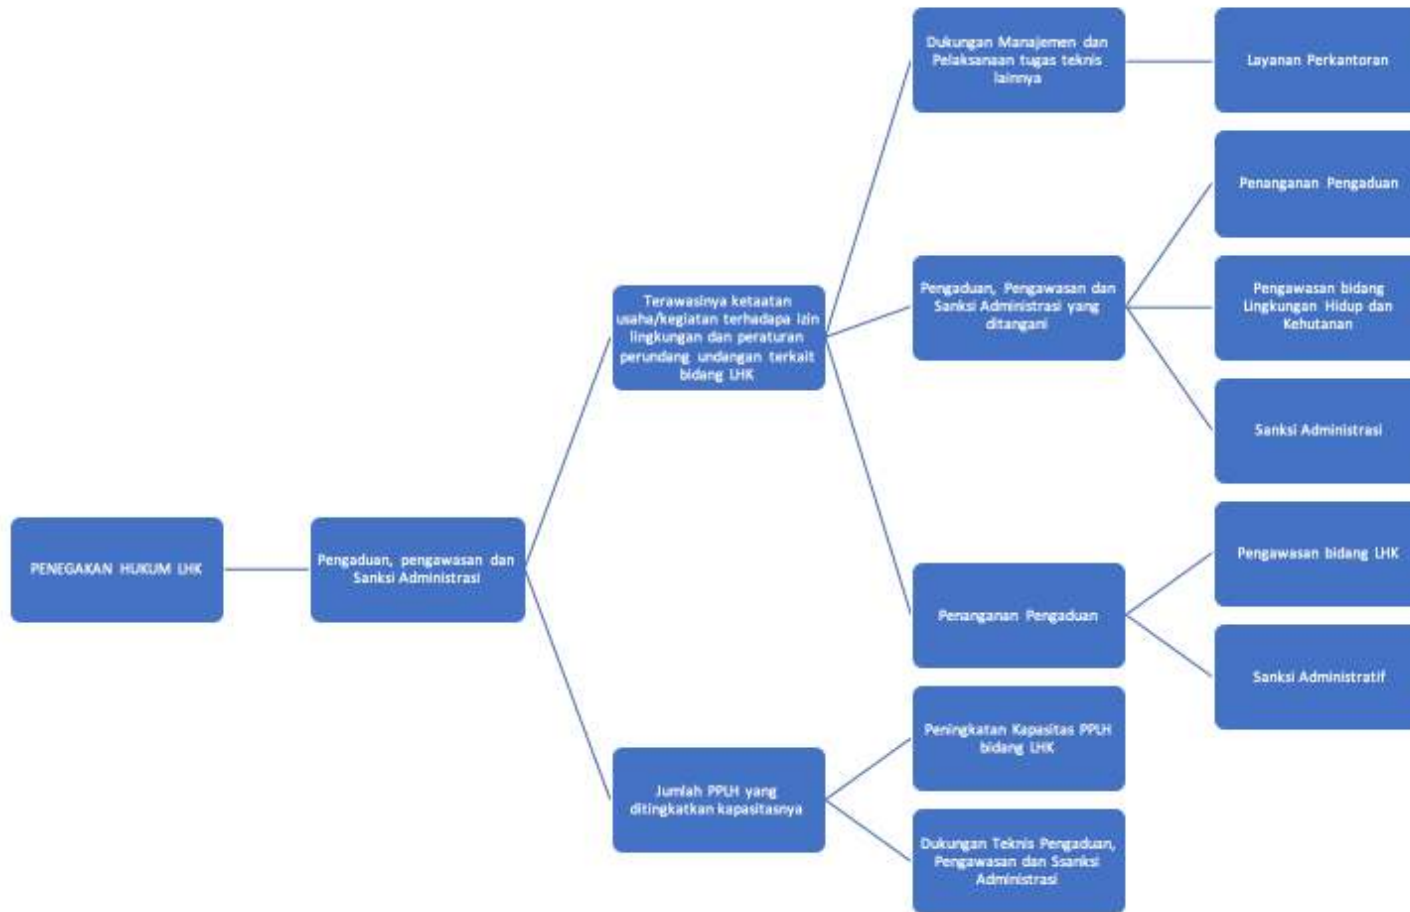 Dukungan Manajemen dan
Pelaksanaan tugas teknis
lainnya
Layanan Perkantoran
Penanganan Pengaduan
Terawasinya ketaatan
usaha/kegiatan terhadapa izin
lingkungan dan peraturan
perundang undangan terkait
bidang LHK
Pengaduan, Pengawasan dan
Sanksi Administrasi yang
ditangani
Pengawasan bidang
Lingkungan Hidup dan
Kehutanan
Sanksi Administrasi
PENEGAKAN HUKUM LHK
Pengaduan, pengawasan dan
Sanksi Administrasi
Pengawasan bidang LHK
Penanganan Pengaduan
Sanksi Administratif
Peningkatan Kapasitas PPLH
bidang LHK
Jumlah PPLH yang
ditingkatkan kapasitasnya
Dukungan Teknis Pengaduan,
Pengawasan dan Ssanksi
Administrasi